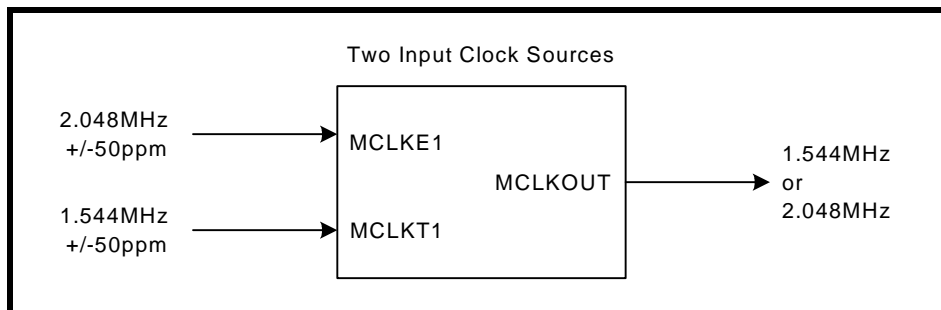 Two Input Clock Sources
2.048MHz
+/-50ppm
MCLKE1
1.544MHz
or
2.048MHz
MCLKOUT
1.544MHz
+/-50ppm
MCLKT1